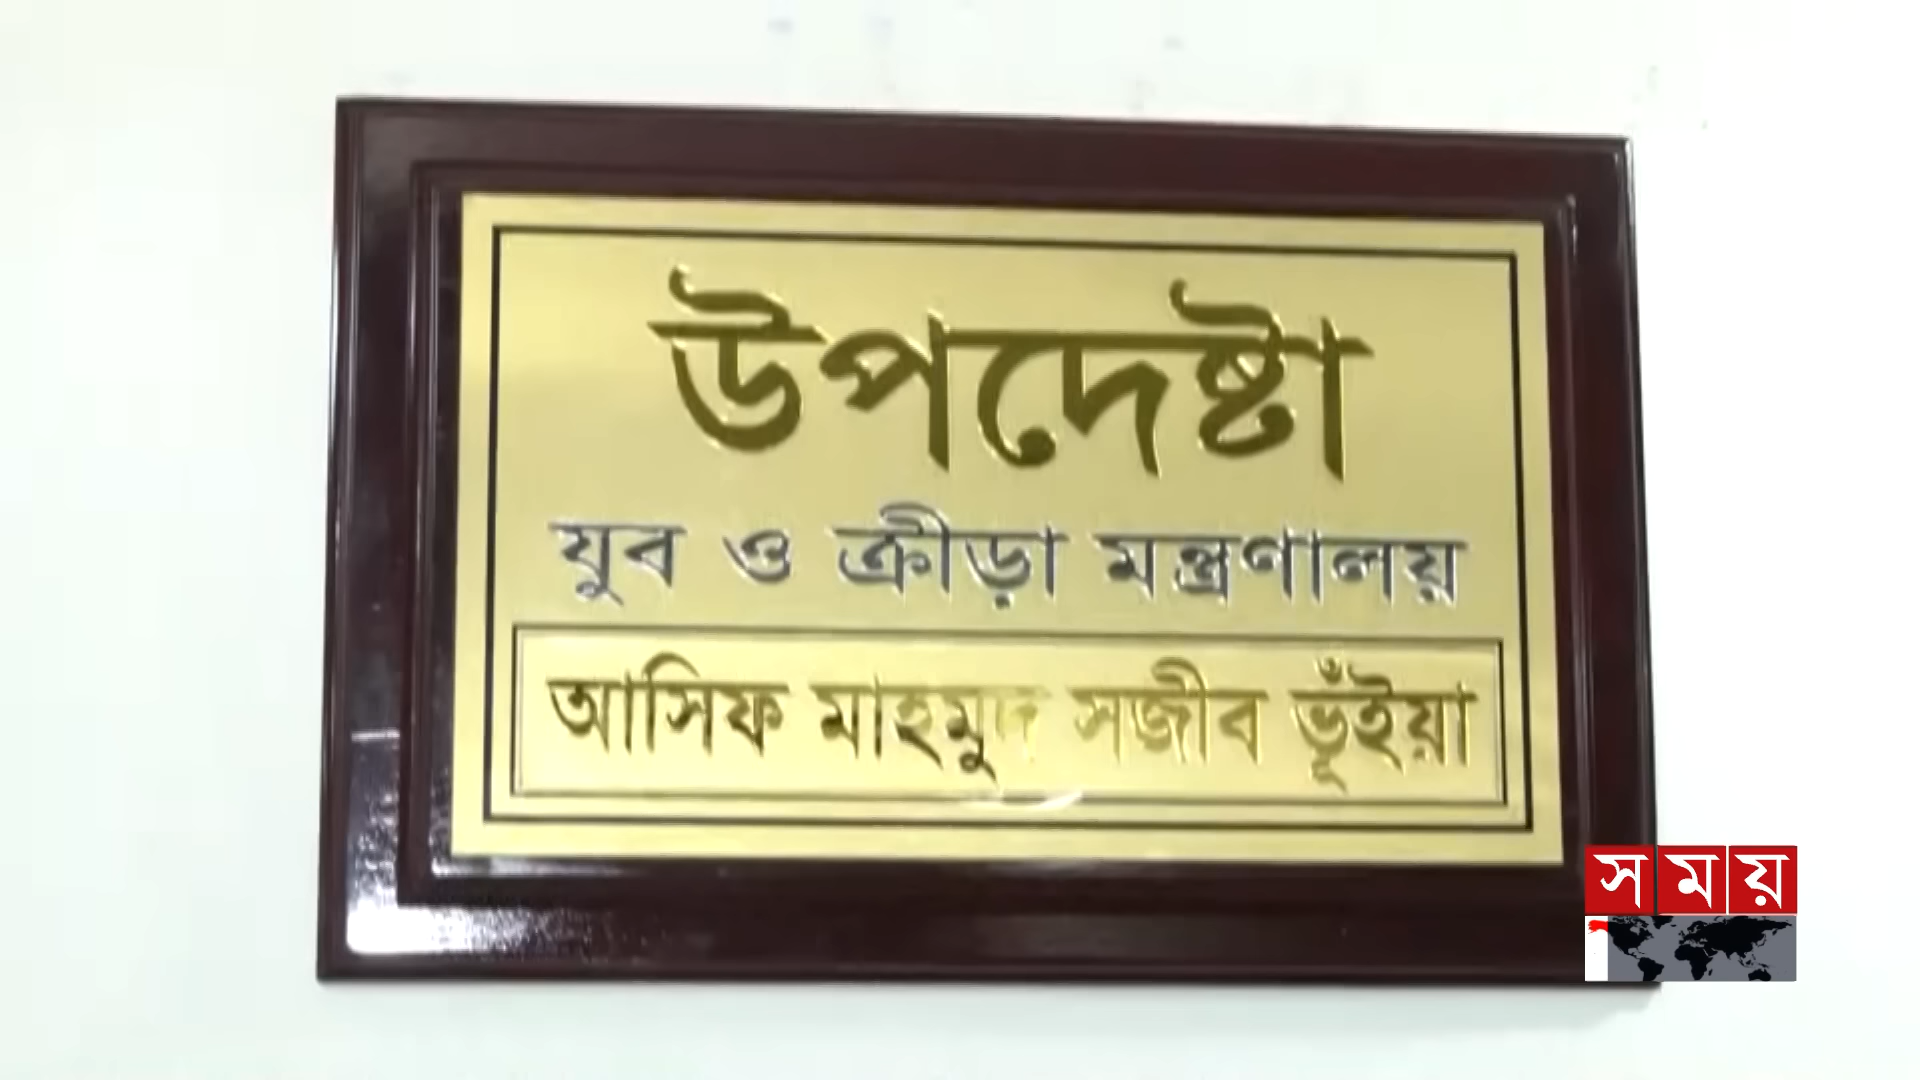 উপদেষ্টা
যুব ও ক্রীড়া মন্ত্রণালয়
আসিফ মাহমুদ সজীব ভূঁইয়া
সময়